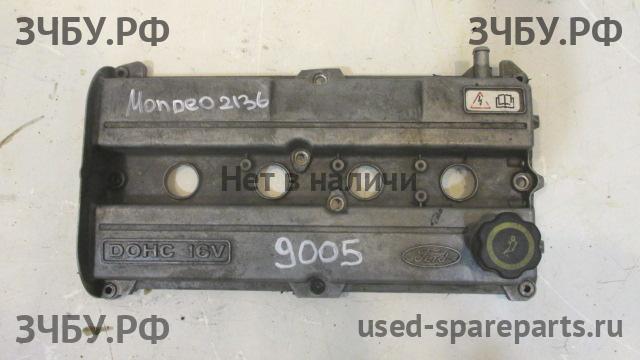 ЗЧБУ.РФ
ЗЧБУ.РФ
Mondeo 2136
Нет в наличи
DOHC 16V
9005
Ford
ЗЧБУ.РФ
used-spareparts.ru